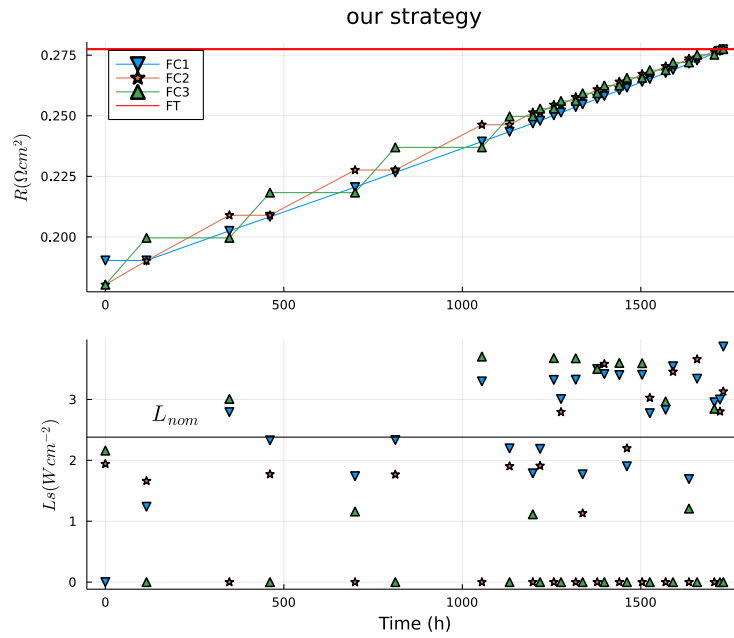 our strategy
R(Ωcm²)
0.275
0.250
0.225
0.200
FC1
FC2
FC3
FT
0
500
1000
1500
Ls(Wcm⁻²)
3
2
1
0
L_nom
0
500
1000
1500
Time (h)